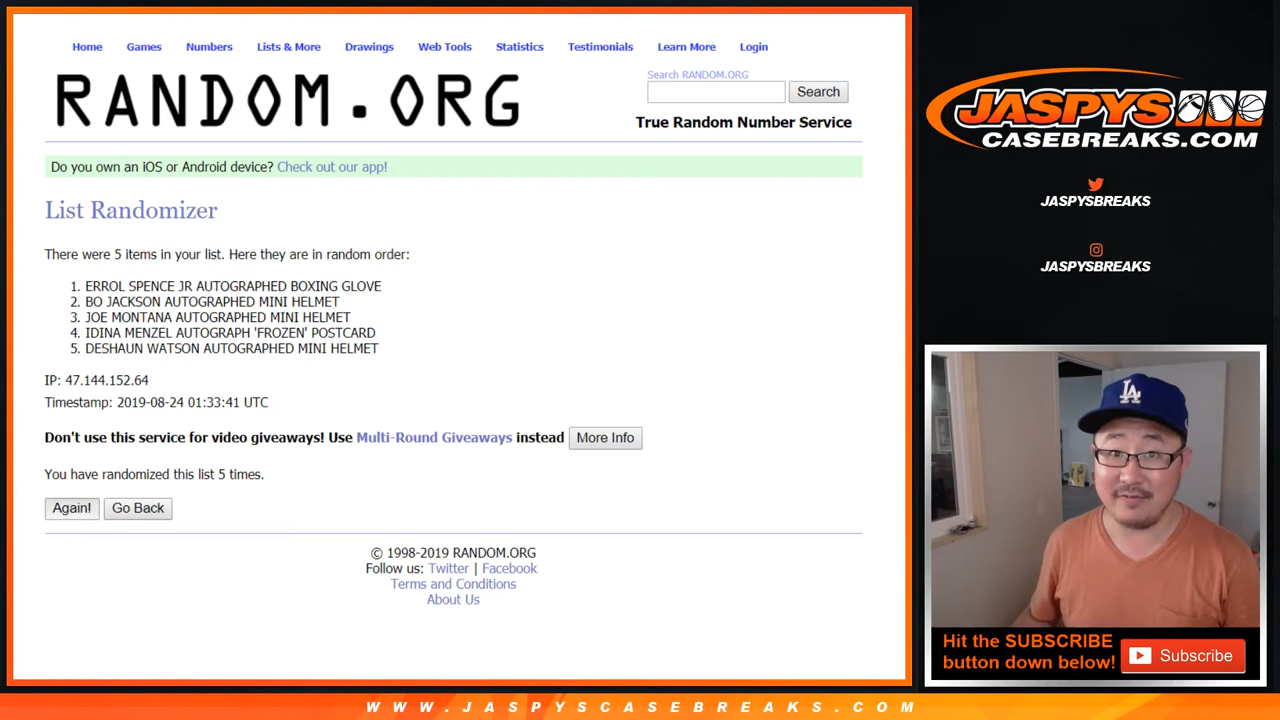 Home Games Numbers Lists & More Drawings Web Tools Statistics Testimonials Learn More Login
RANDOM.ORG
Search RANDOM.ORG
Search
True Random Number Service
Do you own an iOS or Android device? Check out our app!
List Randomizer
There were 5 items in your list. Here they are in random order:
1. ERROL SPENCE JR AUTOGRAPHED BOXING GLOVE
2. BO JACKSON AUTOGRAPHED MINI HELMET
3. JOE MONTANA AUTOGRAPHED MINI HELMET
4. IDINA MENZEL AUTOGRAPH 'FROZEN' POSTCARD
5. DESHAUN WATSON AUTOGRAPHED MINI HELMET
IP: 47.144.152.64
Timestamp: 2019-08-24 01:33:41 UTC
Don't use this service for video giveaways! Use Multi-Round Giveaways instead More Info
You have randomized this list 5 times.
Again! Go Back
© 1998-2019 RANDOM.ORG
Follow us: Twitter | Facebook
Terms and Conditions
About Us
JASPYS
CASEBREAKS.COM
JASPYSBREAKS
JASPYSBREAKS
LA
Hit the SUBSCRIBE
button down below!
Subscribe
WWW.JASPYSCASEBREAKS.COM